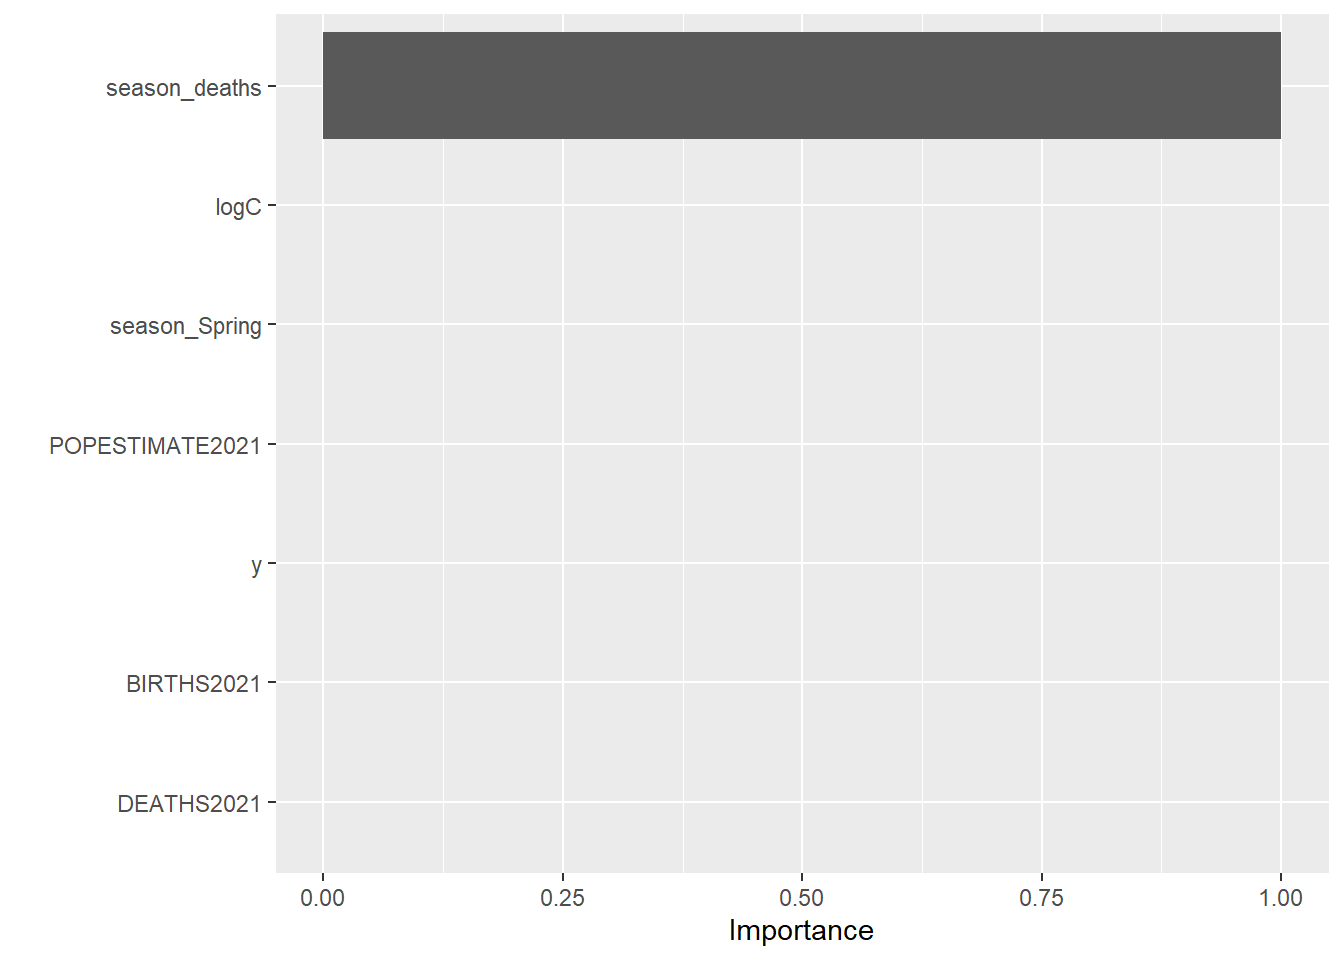 season_deaths
logC
season_Spring
POPESTIMATE2021
y
BIRTHS2021
DEATHS2021
0.00 0.25 0.50 0.75 1.00
Importance